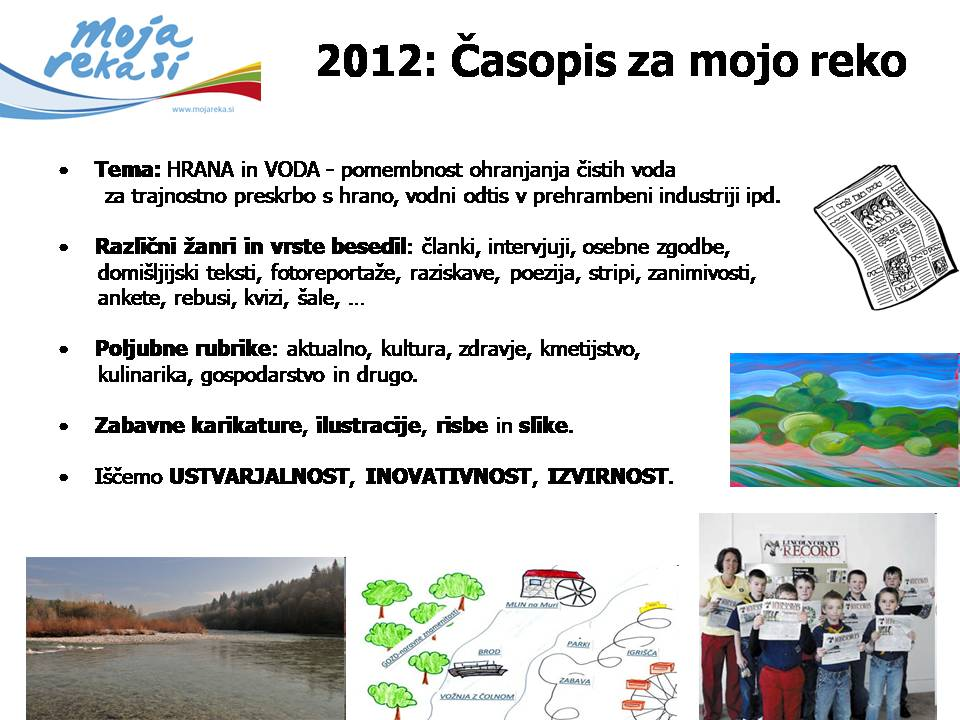 moja
reka si
www.mojareka.si
2012: Časopis za mojo reko
• Tema: HRANA in VODA - pomembnost ohranjanja čistih voda
za trajnostno preskrbo s hrano, vodni odtis v prehrambeni industriji ipd.
• Različni žanri in vrste besedil: članki, intervjuji, osebne zgodbe,
domišljijski teksti, fotoreportaže, raziskave, poezija, stripi, zanimivosti,
ankete, rebusi, kvizi, šale, ...
• Poljubne rubrike: aktualno, kultura, zdravje, kmetijstvo,
kulinarika, gospodarstvo in drugo.
• Zabavne karikature, ilustracije, risbe in slike.
• Iščemo USTVARJALNOST, INOVATIVNOST, IZVIRNOST.
GOZD-naravne znamenitosti
MLIN na Muri
BROD
PARKI
IGRIŠČA
ZABAVA
VOŽNJA Z ČOLNOM
LINCOLN COUNTY
RECORD